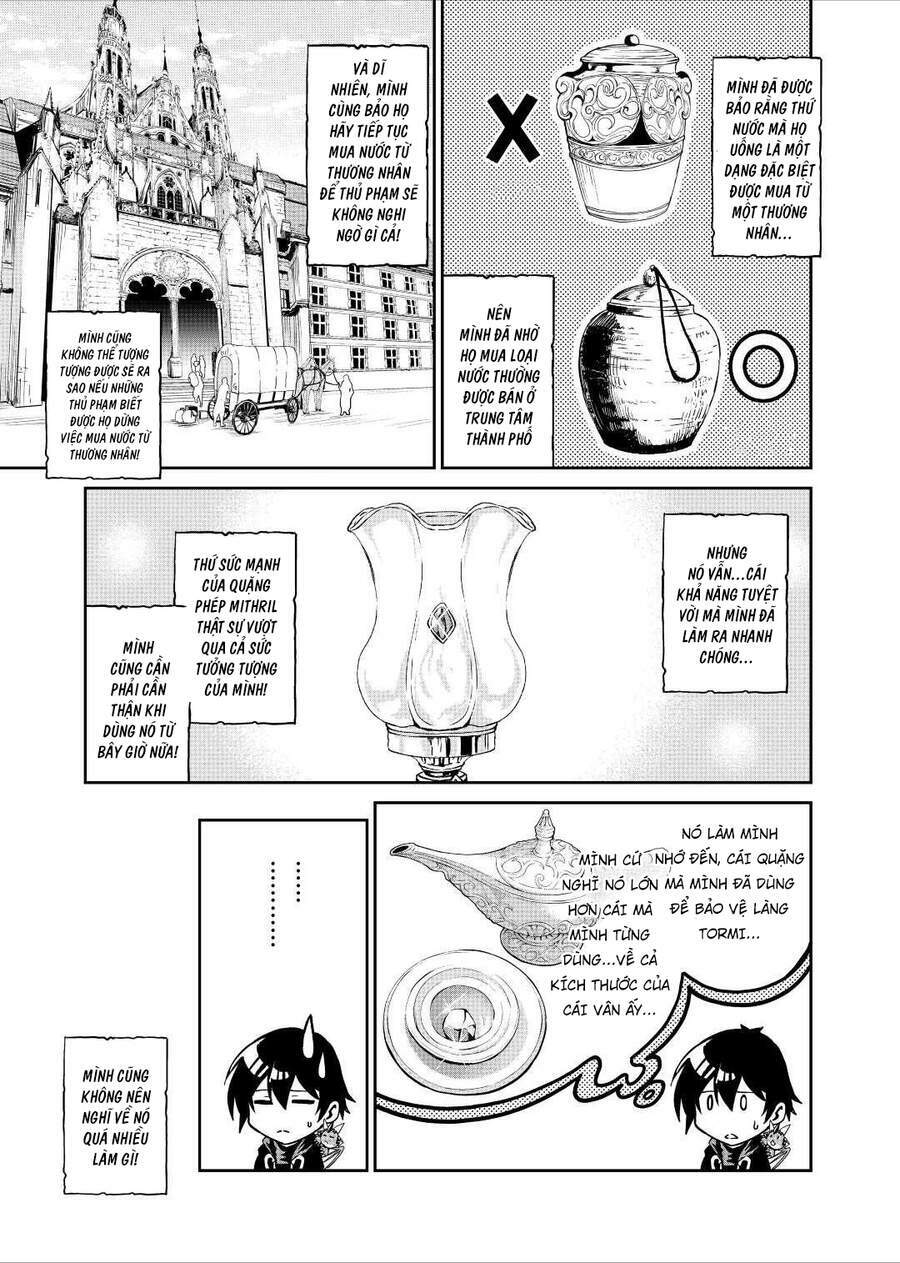 MÌNH ĐÃ ĐƯỢC
BẢO RẰNG THỨ
NƯỚC MÀ HỌ
UỐNG LÀ MỘT
DẠNG ĐẶC BIỆT
ĐƯỢC MUA TỪ
MỘT THƯƠNG
NHÂN...
X
NÊN
MÌNH ĐÃ NHỜ
HỌ MUA LOẠI
NƯỚC THƯỜNG
ĐƯỢC BÁN Ở
TRUNG TÂM
THÀNH PHỐ
VÀ DĨ
NHIÊN, MÌNH
CŨNG BẢO HỌ
HÃY TIẾP TỤC
MUA NƯỚC TỪ
THƯƠNG NHÂN
ĐỂ THỦ PHẠM SẼ
KHÔNG NGHI
NGỜ GÌ CẢ!
MÌNH CŨNG
KHÔNG THỂ TƯỢNG
TƯỢNG ĐƯỢC SẼ RA
SAO NẾU NHỮNG
THỦ PHẠM BIẾT
ĐƯỢC HỌ DỪNG
VIỆC MUA NƯỚC TỪ
THƯƠNG NHÂN!
NHƯNG
NÓ VẪN...CÁI
KHẢ NĂNG TUYỆT
VỜI MÀ MÌNH ĐÃ
LÀM RA NHANH
CHÓNG...
THỨ SỨC MẠNH
CỦA QUẶNG
PHÉP MITHRIL
THẬT SỰ VƯỢT
QUA CẢ SỨC
TƯỞNG TƯỢNG
CỦA MÌNH!
MÌNH
CŨNG CẦN
PHẢI CẨN
THẬN KHI
DÙNG NÓ TỪ
BÂY GIỜ NỮA!
NÓ LÀM MÌNH
NHỚ ĐẾN, CÁI QUẶNG
MÀ MÌNH ĐÃ DÙNG
ĐỂ BẢO VỆ LÀNG
TORMI...
MÌNH CỨ
NGHĨ NÓ LỚN
HƠN CÁI MÀ
MÌNH TỪNG
DÙNG...VỀ CẢ
KÍCH THƯỚC CỦA
CÁI VÂN ẤY...
MÌNH CŨNG
KHÔNG NÊN
NGHĨ VỀ NÓ
QUÁ NHIỀU
LÀM GÌ!